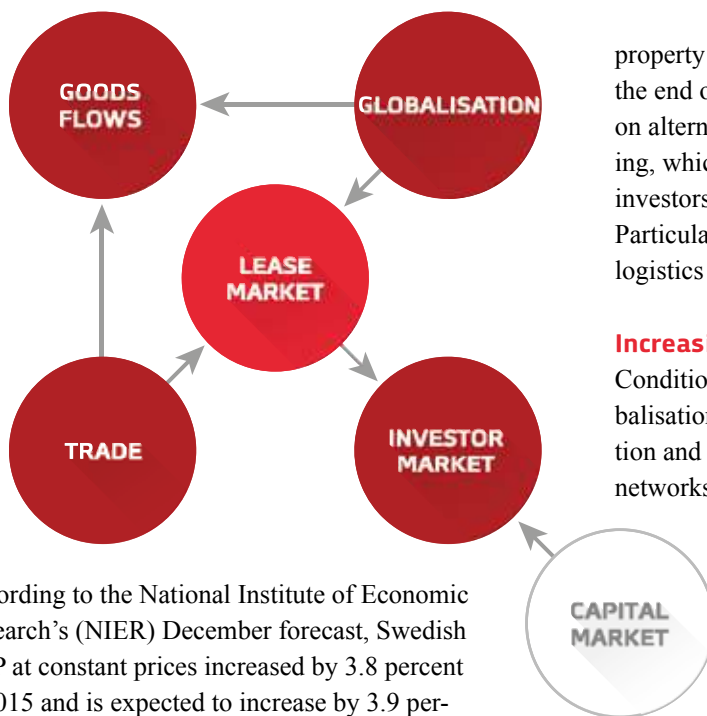 GOODS
FLOWS
GLOBALISATION
LEASE
MARKET
TRADE
INVESTOR
MARKET
CAPITAL
MARKET
ording to the National Institute of Economic
earch's (NIER) December forecast, Swedish
P at constant prices increased by 3.8 percent
015 and is expected to increase by 3.9 per-
property
the end o
on altern
ing, which
investors
Particula
logistics
Increasi
Conditio
balisation
tion and
networks